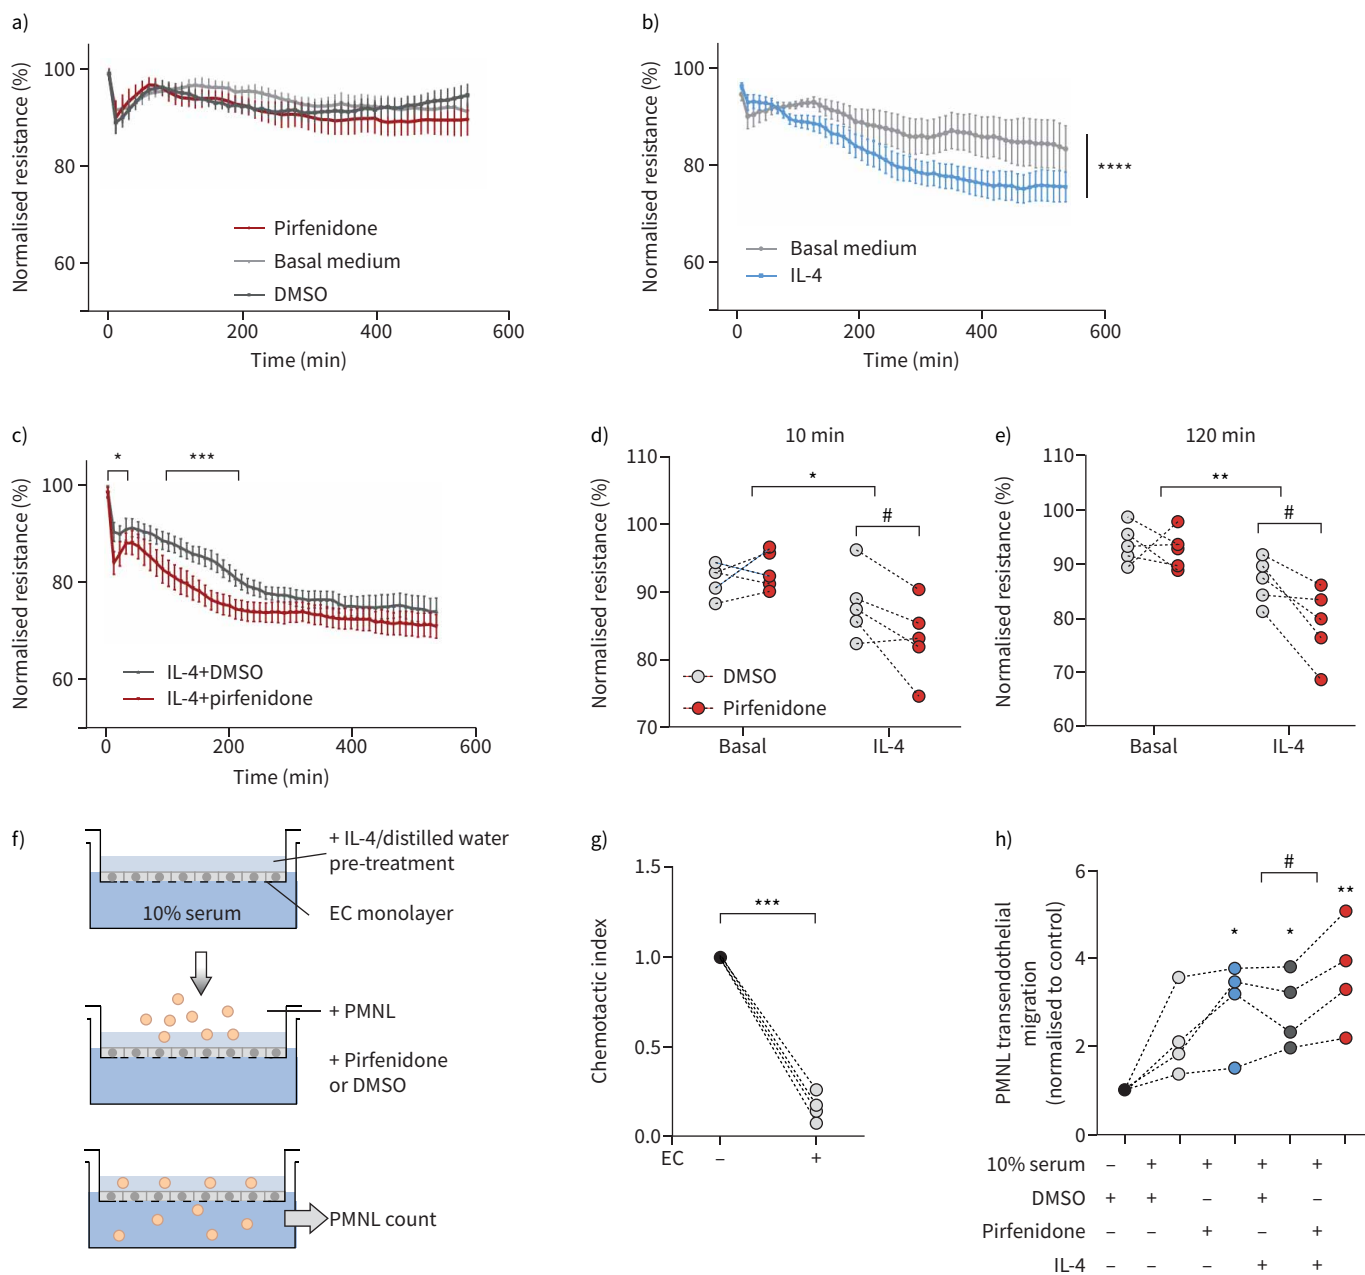 a)
Normalised resistance (%)
100
80
60
Pirfenidone
Basal medium
DMSO
0 200 400 600
Time (min)
b)
Normalised resistance (%)
100
80
60
****
Basal medium
IL-4
0 200 400 600
Time (min)
c)
Normalised resistance (%)
* ***
100
80
60
IL-4+DMSO
IL-4+pirfenidone
0 200 400 600
Time (min)
d)
10 min
Normalised resistance (%)
110
100
90
80
70
*
#
DMSO
Pirfenidone
Basal IL-4
e)
120 min
Normalised resistance (%)
110
100
90
80
70
60
**
#
Basal IL-4
f)
+ IL-4/distilled water
pre-treatment
EC monolayer
10% serum
+ PMNL
+ Pirfenidone
or DMSO
PMNL count
g)
Chemotactic index
1.5
1.0
0.5
0.0
***
EC – +
h)
PMNL transendothelial
migration
(normalised to control)
6
4
2
0
#
* * **
10% serum – + + + +
DMSO + + – + –
Pirfenidone – – + – +
IL-4 – – – + +